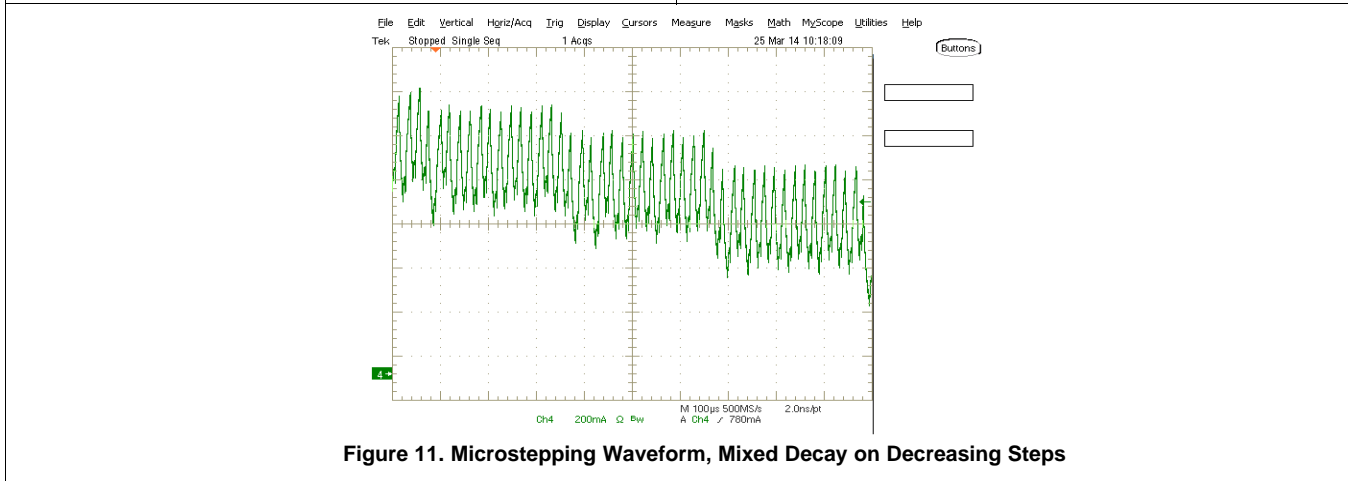 File Edit Vertical Horiz/Acq Trig Display Cursors Measure Masks Math MyScope Utilities Help
Tek Stopped Single Seq 1 Acqs 25 Mar 14 10:18:09
Buttons
4
M 100µs 500MS/s 2.0ns/pt
Ch4 200mA Ω Bw A Ch4 ∕ 780mA
Figure 11. Microstepping Waveform, Mixed Decay on Decreasing Steps